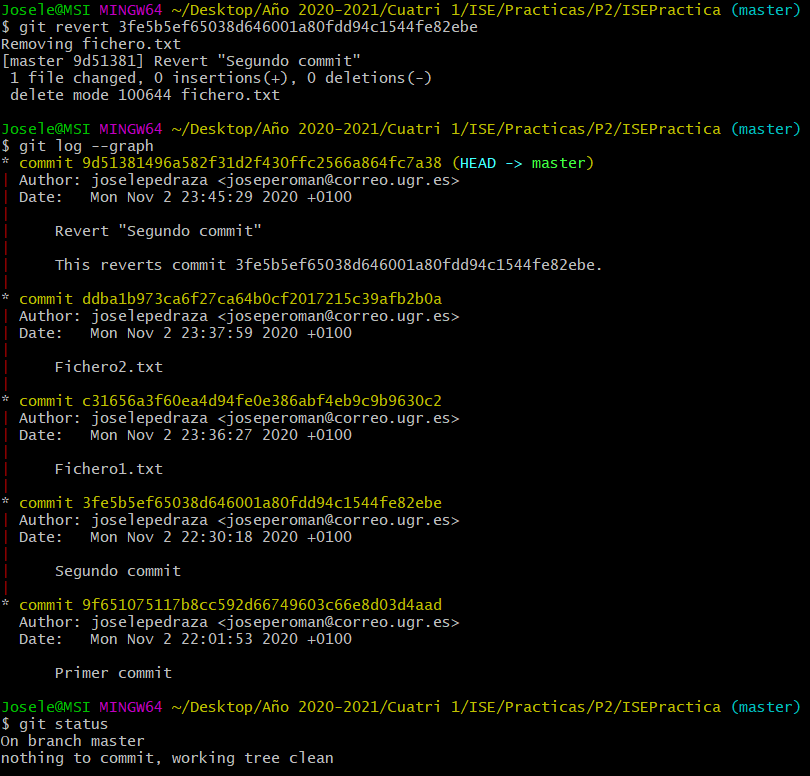 Josele@MSI MINGW64 ~/Desktop/Año 2020-2021/Cuatri 1/ISE/Practicas/P2/ISEPractica (master)
$ git revert 3fe5b5ef65038d646001a80fdd94c1544fe82ebe
Removing fichero.txt
[master 9d51381] Revert "Segundo commit"
 1 file changed, 0 insertions(+), 0 deletions(-)
 delete mode 100644 fichero.txt

Josele@MSI MINGW64 ~/Desktop/Año 2020-2021/Cuatri 1/ISE/Practicas/P2/ISEPractica (master)
$ git log --graph
* commit 9d51381496a582f31d2f430ffc2566a864fc7a38 (HEAD -> master)
| Author: joselepedraza <joseperoman@correo.ugr.es>
| Date:   Mon Nov 2 23:45:29 2020 +0100
|
|     Revert "Segundo commit"
|
|     This reverts commit 3fe5b5ef65038d646001a80fdd94c1544fe82ebe.
|
* commit ddba1b973ca6f27ca64b0cf2017215c39afb2b0a
| Author: joselepedraza <joseperoman@correo.ugr.es>
| Date:   Mon Nov 2 23:37:59 2020 +0100
|
|     Fichero2.txt
|
* commit c31656a3f60ea4d94fe0e386abf4eb9c9b9630c2
| Author: joselepedraza <joseperoman@correo.ugr.es>
| Date:   Mon Nov 2 23:36:27 2020 +0100
|
|     Fichero1.txt
|
* commit 3fe5b5ef65038d646001a80fdd94c1544fe82ebe
| Author: joselepedraza <joseperoman@correo.ugr.es>
| Date:   Mon Nov 2 22:30:18 2020 +0100
|
|     Segundo commit
|
* commit 9f651075117b8cc592d66749603c66e8d03d4aad
  Author: joselepedraza <joseperoman@correo.ugr.es>
  Date:   Mon Nov 2 22:01:53 2020 +0100

      Primer commit

Josele@MSI MINGW64 ~/Desktop/Año 2020-2021/Cuatri 1/ISE/Practicas/P2/ISEPractica (master)
$ git status
On branch master
nothing to commit, working tree clean